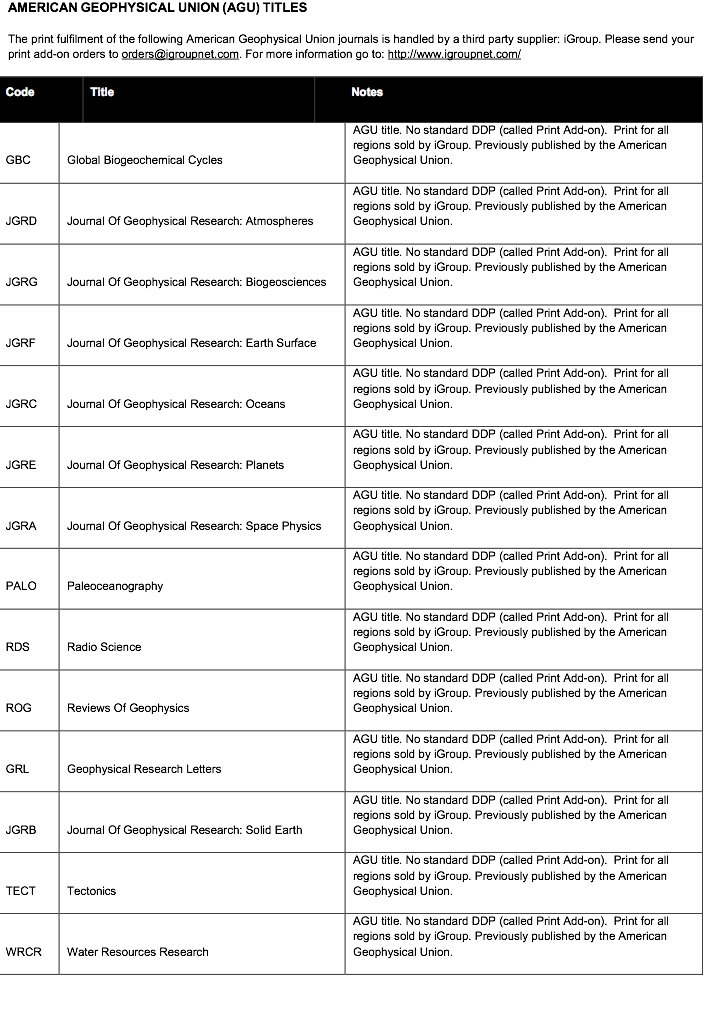 AMERICAN GEOPHYSICAL UNION (AGU) TITLES
The print fulfilment of the following American Geophysical Union journals is handled by a third party supplier: iGroup. Please send your
print add-on orders to orders@igroupnet.com. For more information go to: http://www.igroupnet.com/
Code Title Notes
AGU title. No standard DDP (called Print Add-on). Print for all
regions sold by iGroup. Previously published by the American
GBC Global Biogeochemical Cycles Geophysical Union.
AGU title. No standard DDP (called Print Add-on). Print for all
regions sold by iGroup. Previously published by the American
JGRD Journal Of Geophysical Research: Atmospheres Geophysical Union.
AGU title. No standard DDP (called Print Add-on). Print for all
regions sold by iGroup. Previously published by the American
JGRG Journal Of Geophysical Research: Biogeosciences Geophysical Union.
AGU title. No standard DDP (called Print Add-on). Print for all
regions sold by iGroup. Previously published by the American
JGRF Journal Of Geophysical Research: Earth Surface Geophysical Union.
AGU title. No standard DDP (called Print Add-on). Print for all
regions sold by iGroup. Previously published by the American
JGRC Journal Of Geophysical Research: Oceans Geophysical Union.
AGU title. No standard DDP (called Print Add-on). Print for all
regions sold by iGroup. Previously published by the American
JGRE Journal Of Geophysical Research: Planets Geophysical Union.
AGU title. No standard DDP (called Print Add-on). Print for all
regions sold by iGroup. Previously published by the American
JGRA Journal Of Geophysical Research: Space Physics Geophysical Union.
AGU title. No standard DDP (called Print Add-on). Print for all
regions sold by iGroup. Previously published by the American
PALO Paleoceanography Geophysical Union.
AGU title. No standard DDP (called Print Add-on). Print for all
regions sold by iGroup. Previously published by the American
RDS Radio Science Geophysical Union.
AGU title. No standard DDP (called Print Add-on). Print for all
regions sold by iGroup. Previously published by the American
ROG Reviews Of Geophysics Geophysical Union.
AGU title. No standard DDP (called Print Add-on). Print for all
regions sold by iGroup. Previously published by the American
GRL Geophysical Research Letters Geophysical Union.
AGU title. No standard DDP (called Print Add-on). Print for all
regions sold by iGroup. Previously published by the American
JGRB Journal Of Geophysical Research: Solid Earth Geophysical Union.
AGU title. No standard DDP (called Print Add-on). Print for all
regions sold by iGroup. Previously published by the American
TECT Tectonics Geophysical Union.
AGU title. No standard DDP (called Print Add-on). Print for all
regions sold by iGroup. Previously published by the American
WRCR Water Resources Research Geophysical Union.